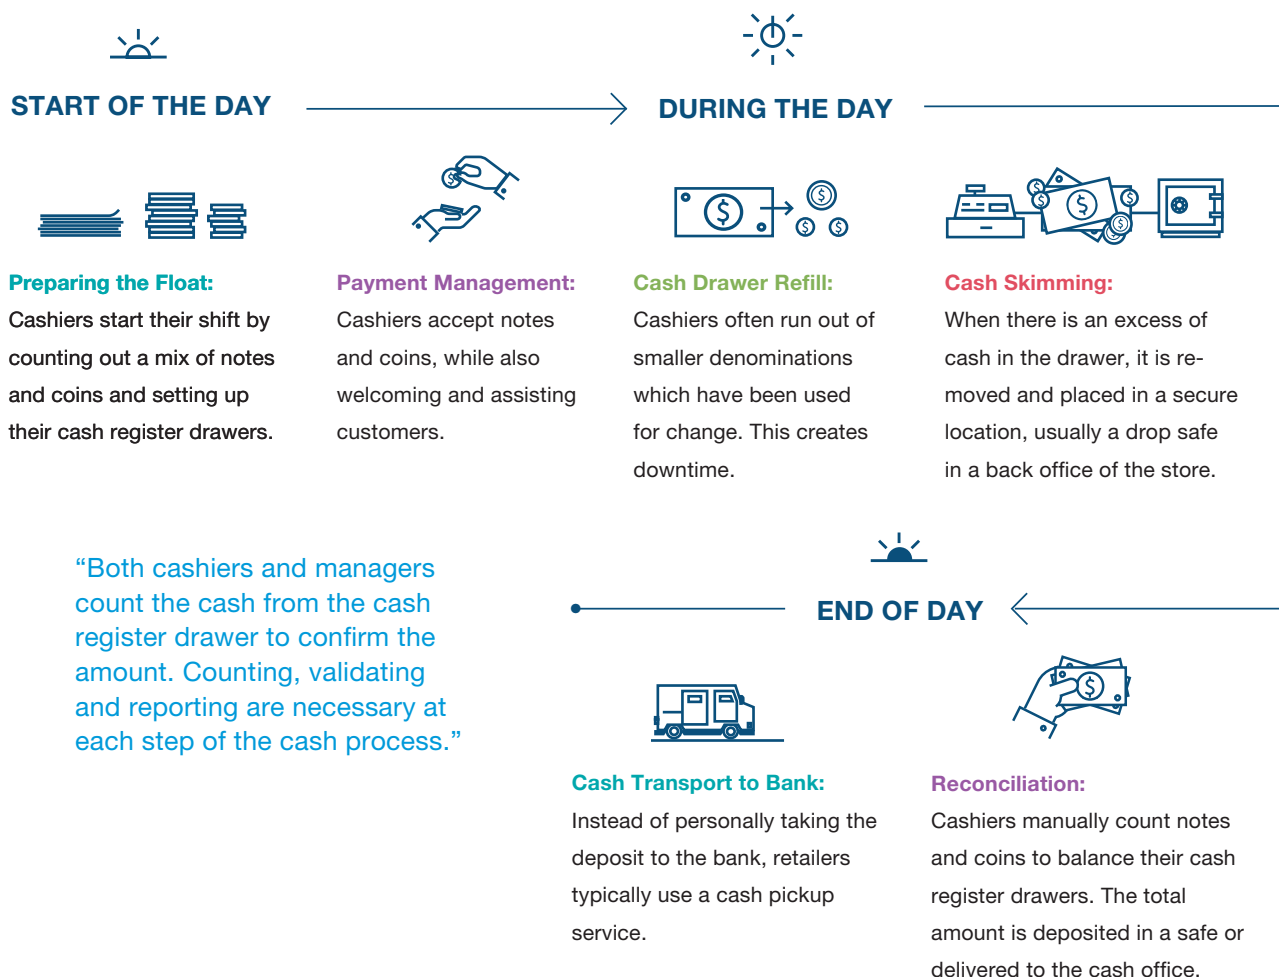 START OF THE DAY
DURING THE DAY
Preparing the Float:
Cashiers start their shift by
counting out a mix of notes
and coins and setting up
their cash register drawers.
Payment Management:
Cashiers accept notes
and coins, while also
welcoming and assisting
customers.
Cash Drawer Refill:
Cashiers often run out of
smaller denominations
which have been used
for change. This creates
downtime.
Cash Skimming:
When there is an excess of
cash in the drawer, it is re-
moved and placed in a secure
location, usually a drop safe
in a back office of the store.
“Both cashiers and managers
count the cash from the cash
register drawer to confirm the
amount. Counting, validating
and reporting are necessary at
each step of the cash process.”
END OF DAY
Cash Transport to Bank:
Instead of personally taking the
deposit to the bank, retailers
typically use a cash pickup
service.
Reconciliation:
Cashiers manually count notes
and coins to balance their cash
register drawers. The total
amount is deposited in a safe or
delivered to the cash office.